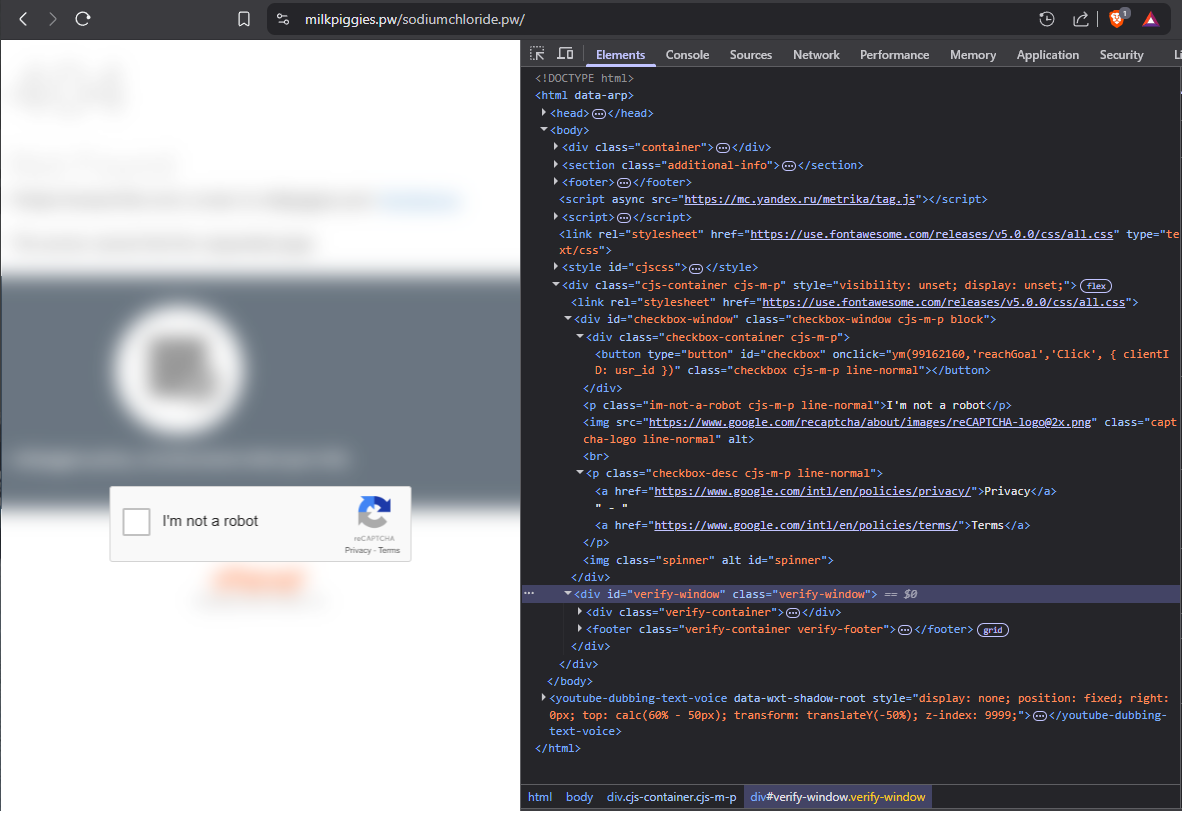 milkpiggies.pw/sodiumchloride.pw/
1
Elements Console Sources Network Performance Memory Application Security Li
I'm not a robot
reCAPTCHA
Privacy - Terms
<!DOCTYPE html>
<html data-arp>
<head> </head>
<body>
<div class="container"> </div>
<section class="additional-info"> </section>
<footer> </footer>
<script async src="https://mc.yandex.ru/metrika/tag.js"></script>
<script> </script>
<link rel="stylesheet" href="https://use.fontawesome.com/releases/v5.0.0/css/all.css" type="te
xt/css">
<style id="cjscss"> </style>
<div class="cjs-container cjs-m-p" style="visibility: unset; display: unset;"> flex
<link rel="stylesheet" href="https://use.fontawesome.com/releases/v5.0.0/css/all.css">
<div id="checkbox-window" class="checkbox-window cjs-m-p block">
<div class="checkbox-container cjs-m-p">
<button type="button" id="checkbox" onclick="ym(99162160,'reachGoal','Click', { clientI
D: usr_id })" class="checkbox cjs-m-p line-normal"></button>
</div>
<p class="im-not-a-robot cjs-m-p line-normal">I'm not a robot</p>
<img src="https://www.google.com/recaptcha/about/images/reCAPTCHA-logo@2x.png" class="capt
cha-logo line-normal" alt>
<br>
<p class="checkbox-desc cjs-m-p line-normal">
<a href="https://www.google.com/intl/en/policies/privacy/">Privacy</a>
" - "
<a href="https://www.google.com/intl/en/policies/terms/">Terms</a>
</p>
<img class="spinner" alt id="spinner">
</div>
<div id="verify-window" class="verify-window"> == $0
<div class="verify-container"> </div>
<footer class="verify-container verify-footer"> </footer> grid
</div>
</div>
</body>
<youtube-dubbing-text-voice data-wxt-shadow-root style="display: none; position: fixed; right:
0px; top: calc(60% - 50px); transform: translateY(-50%); z-index: 9999;"> </youtube-dubbing-
text-voice>
</html>
html body div.cjs-container.cjs-m-p div#verify-window.verify-window